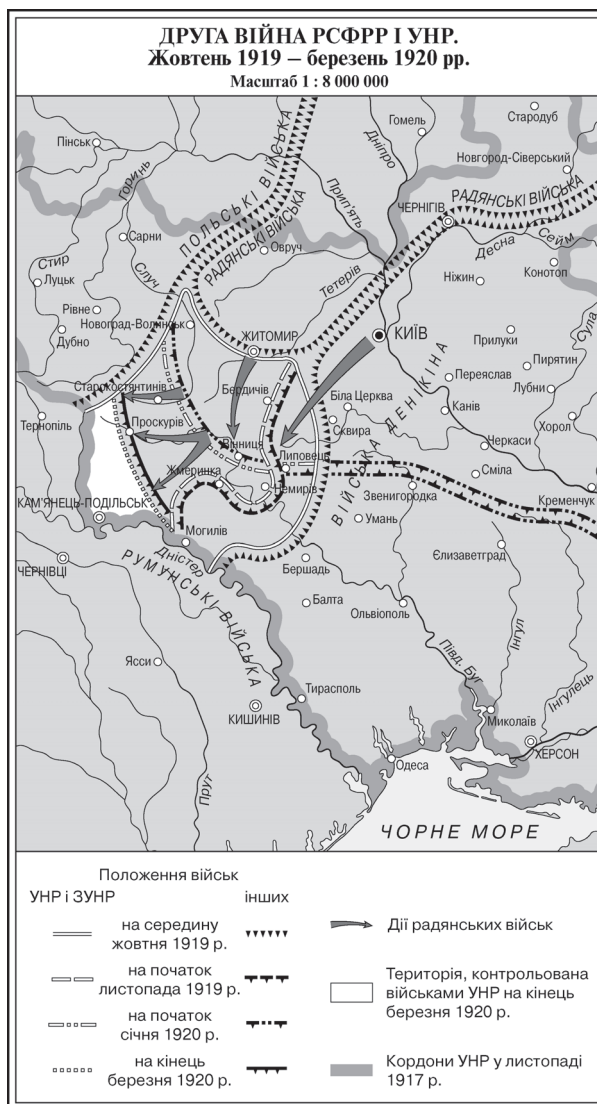 ДРУГА ВІЙНА РСФРР І УНР.
Жовтень 1919 – березень 1920 рр.
Масштаб 1 : 8 000 000
Стародуб
Гомель
Пінськ
Дніпро
Новгород-Сіверський
Горинь
ПОЛЬСЬКІ ВІЙСЬКА
РАДЯНСЬКІ ВІЙСЬКА
Прип'ять
РАДЯНСЬКІ ВІЙСЬКА
ЧЕРНІГІВ
Сарни
Овруч
Десна
Сейм
Стир
Случ
Тетерів
Конотоп
Луцьк
Ніжин
Рівне
Новоград-Волинськ
ЖИТОМИР
КИЇВ
Сула
Дубно
Прилуки
Пирятин
Старокостянтинів
Бердичів
Переяслав
Лубни
Біла Церква
Тернопіль
Проскурів
Сквира
Канів
Хорол
Вінниця
Липовець
ВІЙСЬКА ДЕНІКІНА
Черкаси
Жмеринка
Сміла
Немирів
Звенигородка
Кременчук
КАМ'ЯНЕЦЬ-ПОДІЛЬСЬК
Умань
Могилів
Єлизаветград
Дністер
РУМУНСЬКІ ВІЙСЬКА
Бершадь
ЧЕРНІВЦІ
Балта
Ольвіополь
Інгул
Півд. Буг
Ясси
Інгулець
Тирасполь
КИШИНІВ
Миколаїв
ХЕРСОН
Прут
Одеса
ЧОРНЕ МОРЕ
Положення військ
УНР і ЗУНР
інших
на середину
жовтня 1919 р.
на початок
листопада 1919 р.
на початок
січня 1920 р.
на кінець
березня 1920 р.
Дії радянських військ
Територія, контрольована
військами УНР на кінець
березня 1920 р.
Кордони УНР у листопаді
1917 р.